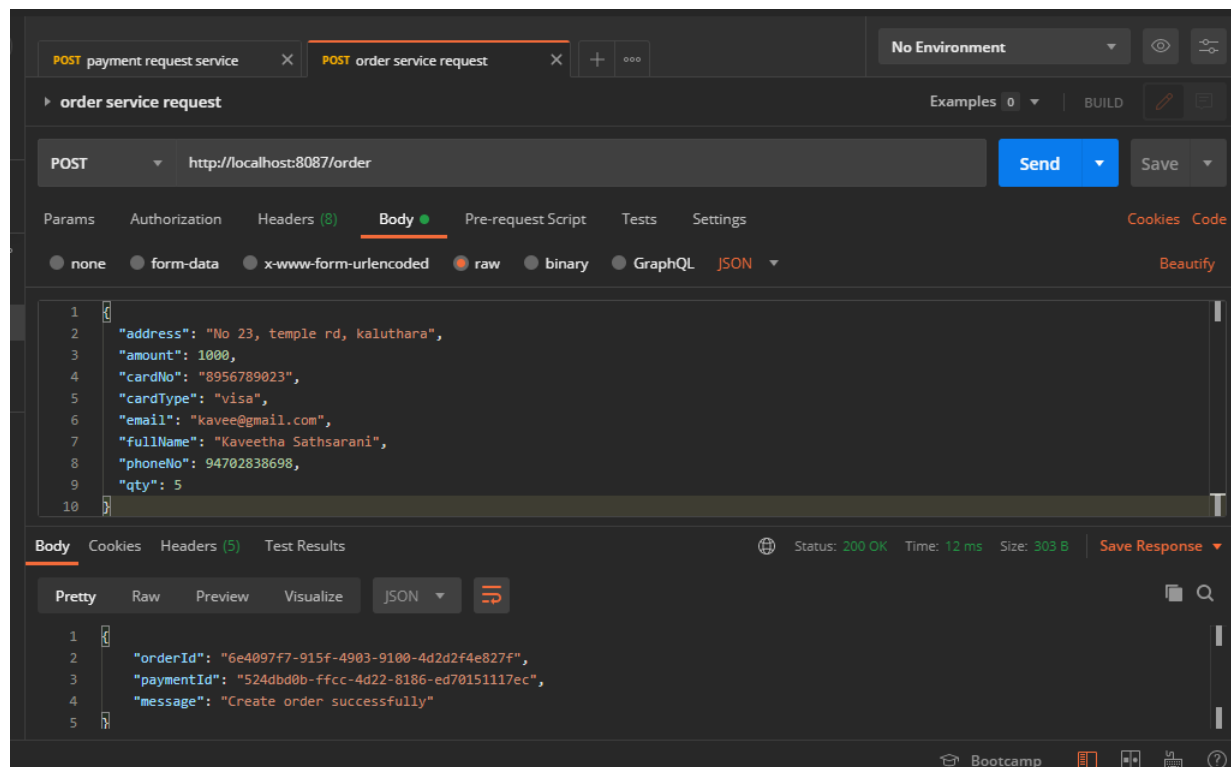 POST payment request service POST order service request No Environment
order service request Examples 0 BUILD
POST http://localhost:8087/order Send Save
Params Authorization Headers (8) Body Pre-request Script Tests Settings Cookies Code
none form-data x-www-form-urlencoded raw binary GraphQL JSON Beautify
1 {
2 "address": "No 23, temple rd, kaluthara",
3 "amount": 1000,
4 "cardNo": "8956789023",
5 "cardType": "visa",
6 "email": "kavee@gmail.com",
7 "fullName": "Kaveetha Sathsarani",
8 "phoneNo": 94702838698,
9 "qty": 5
10 }
Body Cookies Headers (5) Test Results Status: 200 OK Time: 12 ms Size: 303 B Save Response
Pretty Raw Preview Visualize JSON
1 {
2 "orderId": "6e4097f7-915f-4903-9100-4d2d2f4e827f",
3 "paymentId": "524dbd0b-ffcc-4d22-8186-ed70151117ec",
4 "message": "Create order successfully"
5 }
Bootcamp